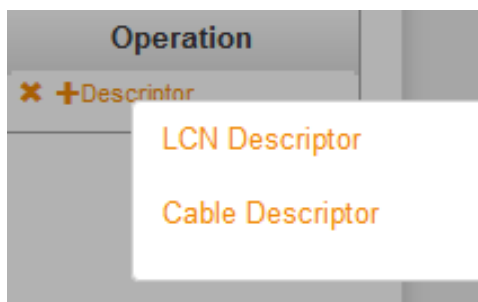 Operation
✖ +Descriptor
LCN Descriptor
Cable Descriptor